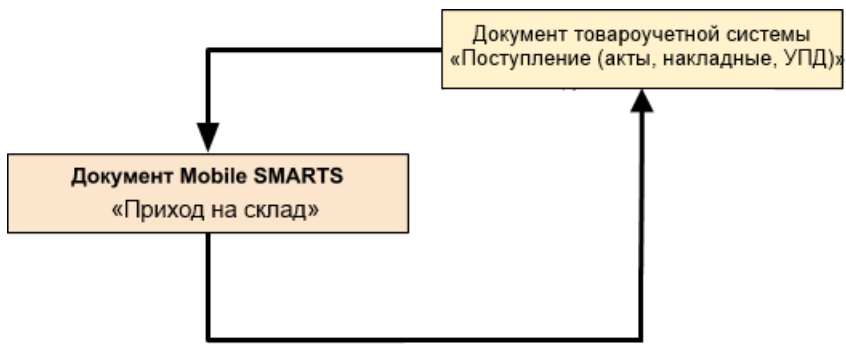 Документ товароучетной системы
«Поступление (акты, накладные, УПД)»
Документ Mobile SMARTS
«Приход на склад»